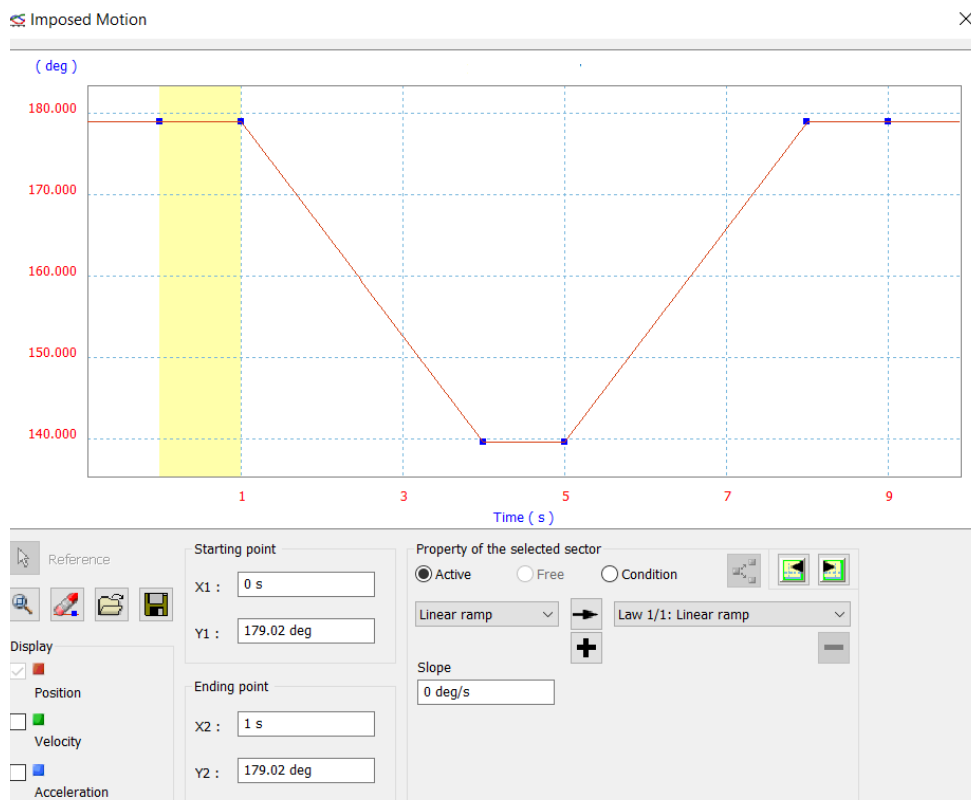 Imposed Motion
( deg )
180.000
170.000
160.000
150.000
140.000
1 3 5 7 9
Time ( s )
Reference
Starting point
X1 : 0 s
Y1 : 179.02 deg
Property of the selected sector
Active Free Condition
Linear ramp Law 1/1: Linear ramp
Slope
0 deg/s
Display
Position
Velocity
Acceleration
Ending point
X2 : 1 s
Y2 : 179.02 deg